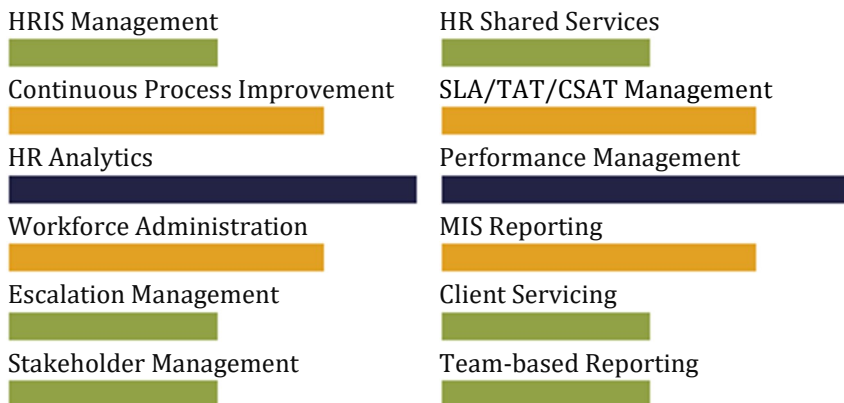 HRIS Management
HR Shared Services
Continuous Process Improvement
SLA/TAT/CSAT Management
HR Analytics
Performance Management
Workforce Administration
MIS Reporting
Escalation Management
Client Servicing
Stakeholder Management
Team-based Reporting